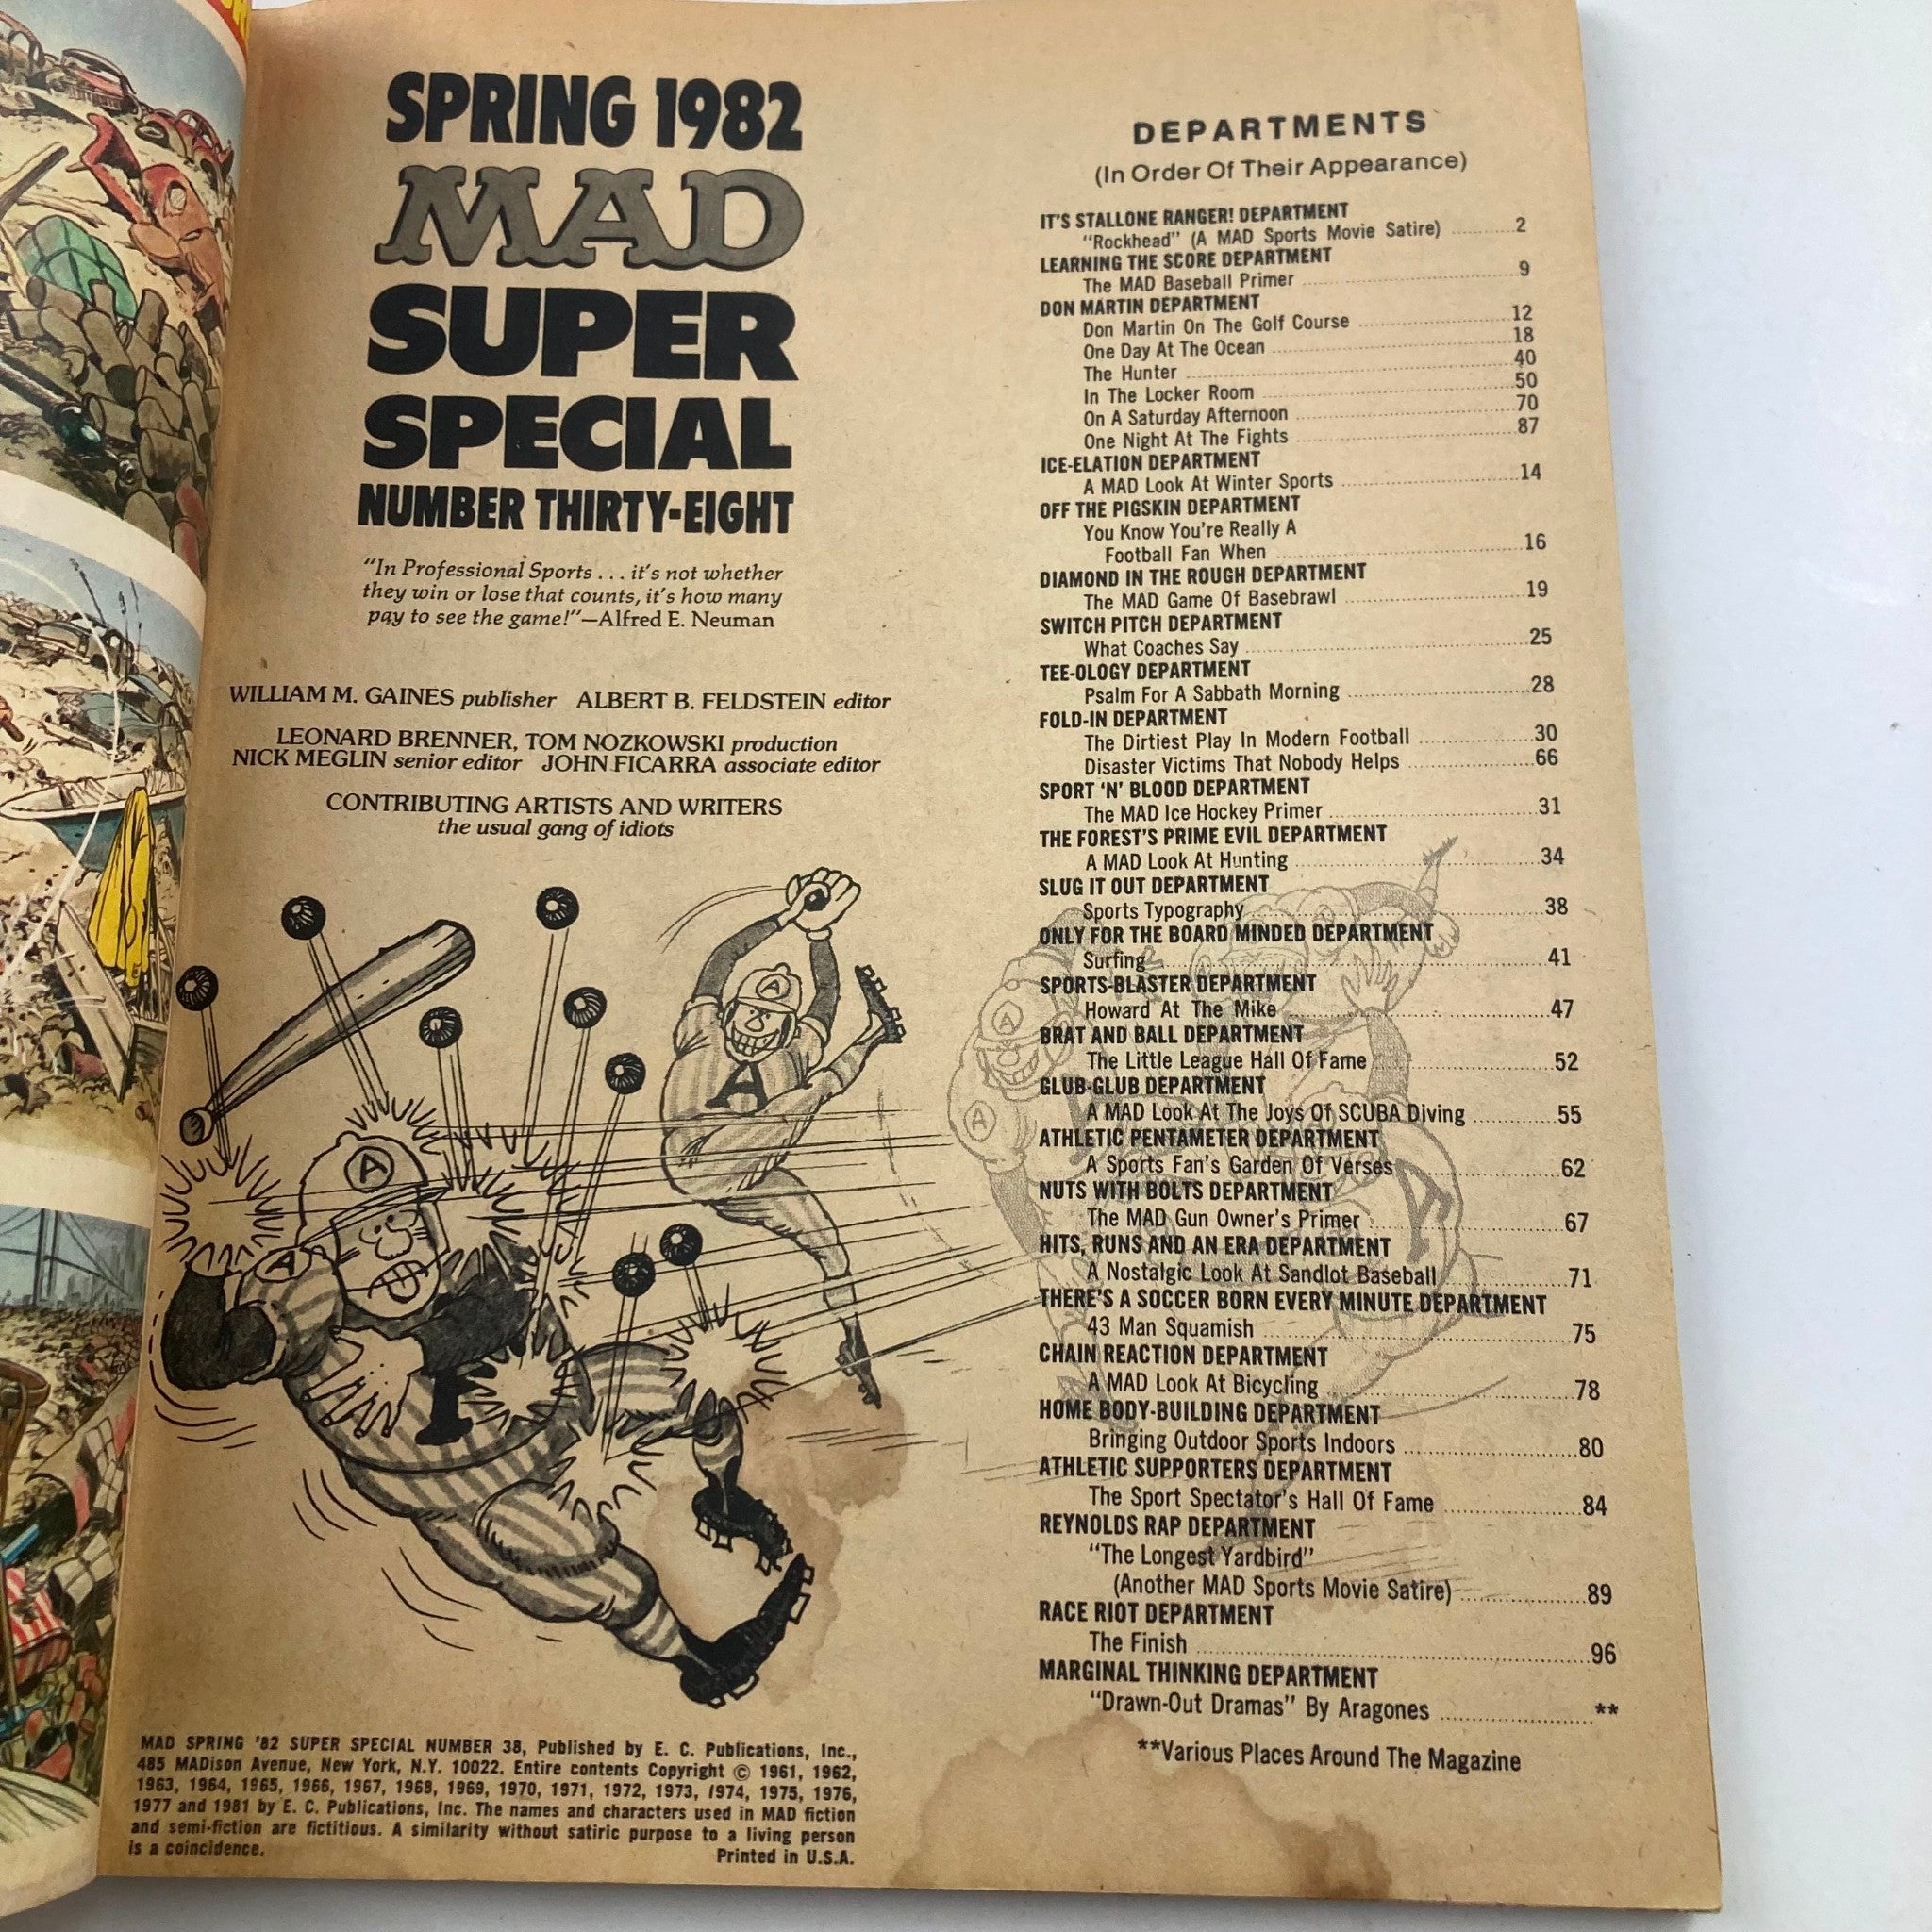 SPRING 1982
MAD
SUPER
SPECIAL
NUMBER THIRTY-EIGHT
"In Professional Sports . . . it's not whether
they win or lose that counts, it's how many
pay to see the game!"—Alfred E. Neuman
WILLIAM M. GAINES publisher ALBERT B. FELDSTEIN editor
LEONARD BRENNER, TOM NOZKOWSKI production
NICK MEGLIN senior editor JOHN FICARRA associate editor
CONTRIBUTING ARTISTS AND WRITERS
the usual gang of idiots
A
A
A
A
MAD SPRING '82 SUPER SPECIAL NUMBER 38, Published by E. C. Publications, Inc.,
485 MADison Avenue, New York, N.Y. 10022. Entire contents Copyright © 1961, 1962,
1963, 1964, 1965, 1966, 1967, 1968, 1969, 1970, 1971, 1972, 1973, 1974, 1975, 1976,
1977 and 1981 by E. C. Publications, Inc. The names and characters used in MAD fiction
and semi-fiction are fictitious. A similarity without satiric purpose to a living person
is a coincidence. Printed in U.S.A.
DEPARTMENTS
(In Order Of Their Appearance)
IT'S STALLONE RANGER! DEPARTMENT
"Rockhead" (A MAD Sports Movie Satire) ..........2
LEARNING THE SCORE DEPARTMENT
The MAD Baseball Primer ..........9
DON MARTIN DEPARTMENT
Don Martin On The Golf Course ..........12
One Day At The Ocean ..........18
The Hunter ..........40
In The Locker Room ..........50
On A Saturday Afternoon ..........70
One Night At The Fights ..........87
ICE-ELATION DEPARTMENT
A MAD Look At Winter Sports ..........14
OFF THE PIGSKIN DEPARTMENT
You Know You're Really A
Football Fan When ..........16
DIAMOND IN THE ROUGH DEPARTMENT
The MAD Game Of Basebrawl ..........19
SWITCH PITCH DEPARTMENT
What Coaches Say ..........25
TEE-OLOGY DEPARTMENT
Psalm For A Sabbath Morning ..........28
FOLD-IN DEPARTMENT
The Dirtiest Play In Modern Football ..........30
Disaster Victims That Nobody Helps ..........66
SPORT 'N' BLOOD DEPARTMENT
The MAD Ice Hockey Primer ..........31
THE FOREST'S PRIME EVIL DEPARTMENT
A MAD Look At Hunting ..........34
SLUG IT OUT DEPARTMENT
Sports Typography ..........38
ONLY FOR THE BOARD MINDED DEPARTMENT
Surfing ..........41
SPORTS-BLASTER DEPARTMENT
Howard At The Mike ..........47
BRAT AND BALL DEPARTMENT
The Little League Hall Of Fame ..........52
GLUB-GLUB DEPARTMENT
A MAD Look At The Joys Of SCUBA Diving ..........55
ATHLETIC PENTAMETER DEPARTMENT
A Sports Fan's Garden Of Verses ..........62
NUTS WITH BOLTS DEPARTMENT
The MAD Gun Owner's Primer ..........67
HITS, RUNS AND AN ERA DEPARTMENT
A Nostalgic Look At Sandlot Baseball ..........71
THERE'S A SOCCER BORN EVERY MINUTE DEPARTMENT
43 Man Squamish ..........75
CHAIN REACTION DEPARTMENT
A MAD Look At Bicycling ..........78
HOME BODY-BUILDING DEPARTMENT
Bringing Outdoor Sports Indoors ..........80
ATHLETIC SUPPORTERS DEPARTMENT
The Sport Spectator's Hall Of Fame ..........84
REYNOLDS RAP DEPARTMENT
"The Longest Yardbird"
(Another MAD Sports Movie Satire) ..........89
RACE RIOT DEPARTMENT
The Finish ..........96
MARGINAL THINKING DEPARTMENT
"Drawn-Out Dramas" By Aragones ..........**
**Various Places Around The Magazine